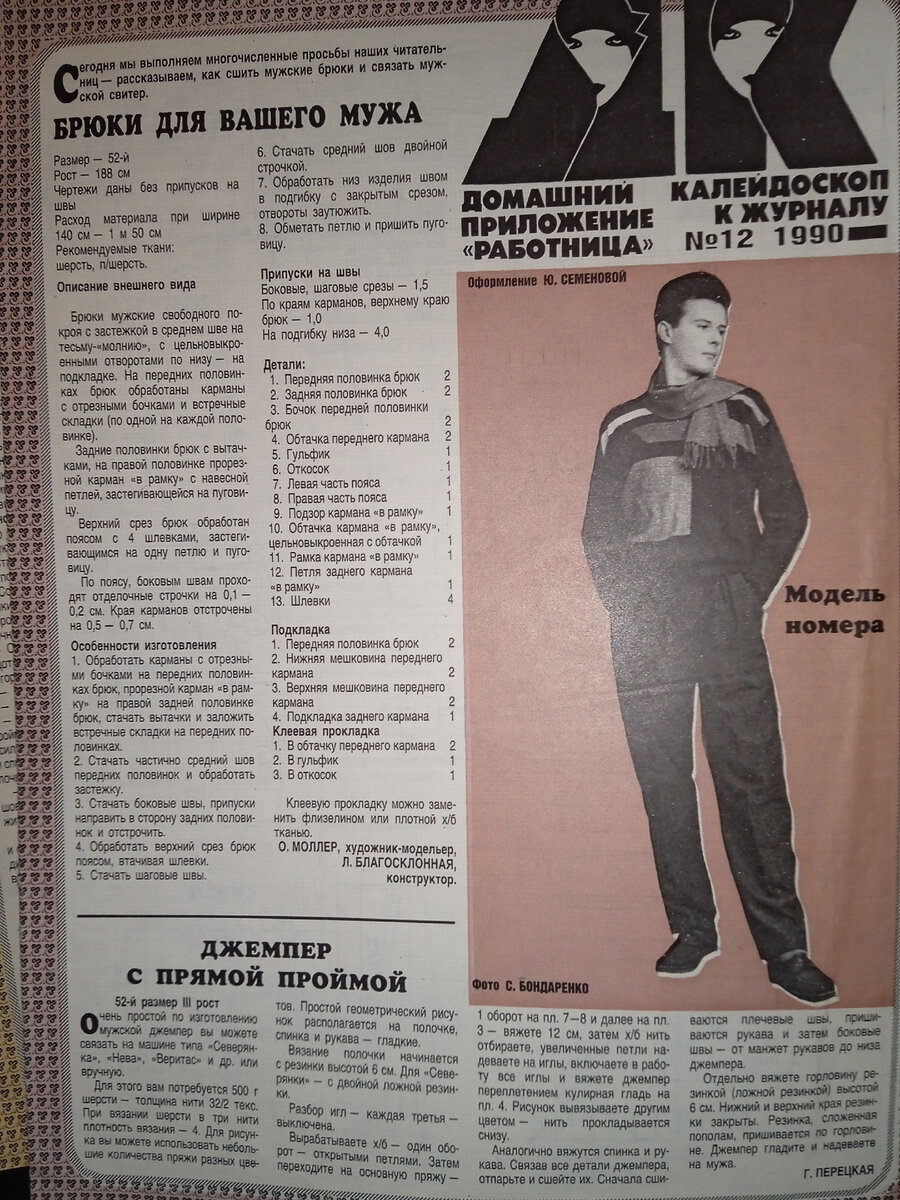 Сегодня мы выполняем многочисленные просьбы наших читатель-
ниц — рассказываем, как сшить мужские брюки и связать муж-
ской свитер.
БРЮКИ ДЛЯ ВАШЕГО МУЖА
Размер — 52-й
Рост — 188 см
Чертежи даны без припусков на
швы
Расход материала при ширине
140 см — 1 м 50 см
Рекомендуемые ткани:
шерсть, п/шерсть.
Описание внешнего вида
Брюки мужские свободного по-
кроя с застежкой в среднем шве на
тесьму-«молнию», с цельновыкро-
енными отворотами по низу — на
подкладке. На передних половин-
ках брюк обработаны карманы
с отрезными бочками и встречные
складки (по одной на каждой поло-
винке).
Задние половинки брюк с вытач-
ками, на правой половинке прорез-
ной карман «в рамку» с навесной
петлей, застегивающейся на пугови-
цу.
Верхний срез брюк обработан
поясом с 4 шлевками, застеги-
вающимся на одну петлю и пуго-
вицу.
По поясу, боковым швам прохо-
дят отделочные строчки на 0,1 —
0,2 см. Края карманов отстрочены
на 0,5 — 0,7 см.
Особенности изготовления
1. Обработать карманы с отрезны-
ми бочками на передних половин-
ках брюк, прорезной карман «в рам-
ку» на правой задней половинке
брюк, стачать вытачки и заложить
встречные складки на передних по-
ловинках.
2. Стачать частично средний шов
передних половинок и обработать
застежку.
3. Стачать боковые швы, припуски
направить в сторону задних полови-
нок и отстрочить.
4. Обработать верхний срез брюк
поясом, втачивая шлевки.
5. Стачать шаговые швы.
6. Стачать средний шов двойной
строчкой.
7. Обработать низ изделия швом
в подгибку с закрытым срезом,
отвороты заутюжить.
8. Обметать петлю и пришить пуго-
вицу.
Припуски на швы
Боковые, шаговые срезы — 1,5
По краям карманов, верхнему краю
брюк — 1,0
На подгибку низа — 4,0
Детали:
1. Передняя половинка брюк 2
2. Задняя половинка брюк 2
3. Бочок передней половинки
брюк 2
4. Обтачка переднего кармана 2
5. Гульфик 1
6. Откосок 1
7. Левая часть пояса 1
8. Правая часть пояса 1
9. Подзор кармана «в рамку» 1
10. Обтачка кармана «в рамку»,
цельновыкроенная с обтачкой 1
11. Рамка кармана «в рамку» 1
12. Петля заднего кармана
«в рамку» 1
13. Шлевки 4
Подкладка
1. Передняя половинка брюк 2
2. Нижняя мешковина переднего
кармана 2
3. Верхняя мешковина переднего
кармана 2
4. Подкладка заднего кармана 1
Клеевая прокладка
1. В обтачку переднего кармана 2
2. В гульфик 1
3. В откосок 1
Клеевую прокладку можно заме-
нить флизелином или плотной х/б
тканью.
О. МОЛЛЕР, художник-модельер,
Л. БЛАГОСКЛОННАЯ,
конструктор.
ДК
ДОМАШНИЙ КАЛЕЙДОСКОП
ПРИЛОЖЕНИЕ К ЖУРНАЛУ
«РАБОТНИЦА» №12 1990
Оформление Ю. СЕМЕНОВОЙ
Модель
номера
Фото С. БОНДАРЕНКО
ДЖЕМПЕР
С ПРЯМОЙ ПРОЙМОЙ
52-й размер III рост
Очень простой по изготовлению
мужской джемпер вы можете
связать на машине типа «Северян-
ка», «Нева», «Веритас» и др. или
вручную.
Для этого вам потребуется 500 г
шерсти — толщина нити 32/2 текс.
При вязании шерсти в три нити
плотность вязания — 4. Для рисун-
ка вы можете использовать неболь-
шие количества пряжи разных цве-
тов. Простой геометрический рису-
нок располагается на полочке,
спинка и рукава — гладкие.
Вязание полочки начинается
с резинки высотой 6 см. Для «Севе-
рянки» — с двойной ложной резин-
ки.
Разбор игл — каждая третья —
выключена.
Вырабатываете х/б — один обо-
рот — открытыми петлями. Затем
переходите на основную пряжу —
1 оборот на пл. 7—8 и далее на пл.
3 — вяжете 12 см, затем х/б нить
отбираете, увеличенные петли на-
деваете на иглы, включаете в рабо-
ту все иглы и вяжете джемпер
переплетением кулирная гладь на
пл. 4. Рисунок вывязываете другим
цветом — нить прокладывается
снизу.
Аналогично вяжутся спинка и ру-
кава. Связав все детали джемпера,
отпарьте и сшейте их. Сначала сши-
ваются плечевые швы, приши-
ваются рукава и затем боковые
швы — от манжет рукавов до низа
джемпера.
Отдельно вяжете горловину ре-
зинкой (ложной резинкой) высотой
6 см. Нижний и верхний края резин-
ки закрыты. Резинка, сложенная
пополам, пришивается по горлови-
не. Джемпер гладите и надеваете
на мужа.
Г. ПЕРЕЦКАЯ